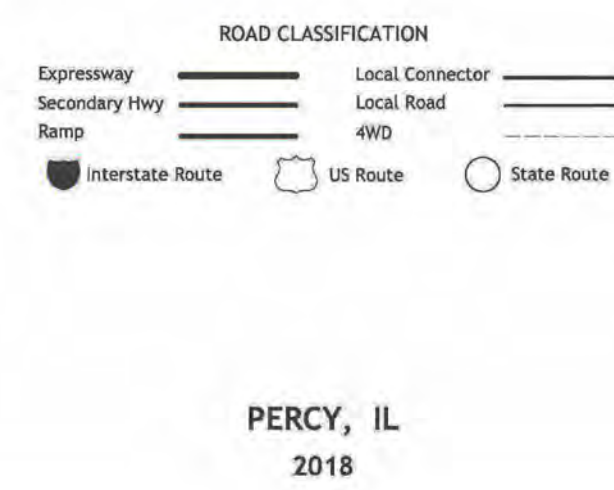 ROAD CLASSIFICATION
Expressway Local Connector
Secondary Hwy Local Road
Ramp 4WD
Interstate Route US Route State Route
PERCY, IL
2018